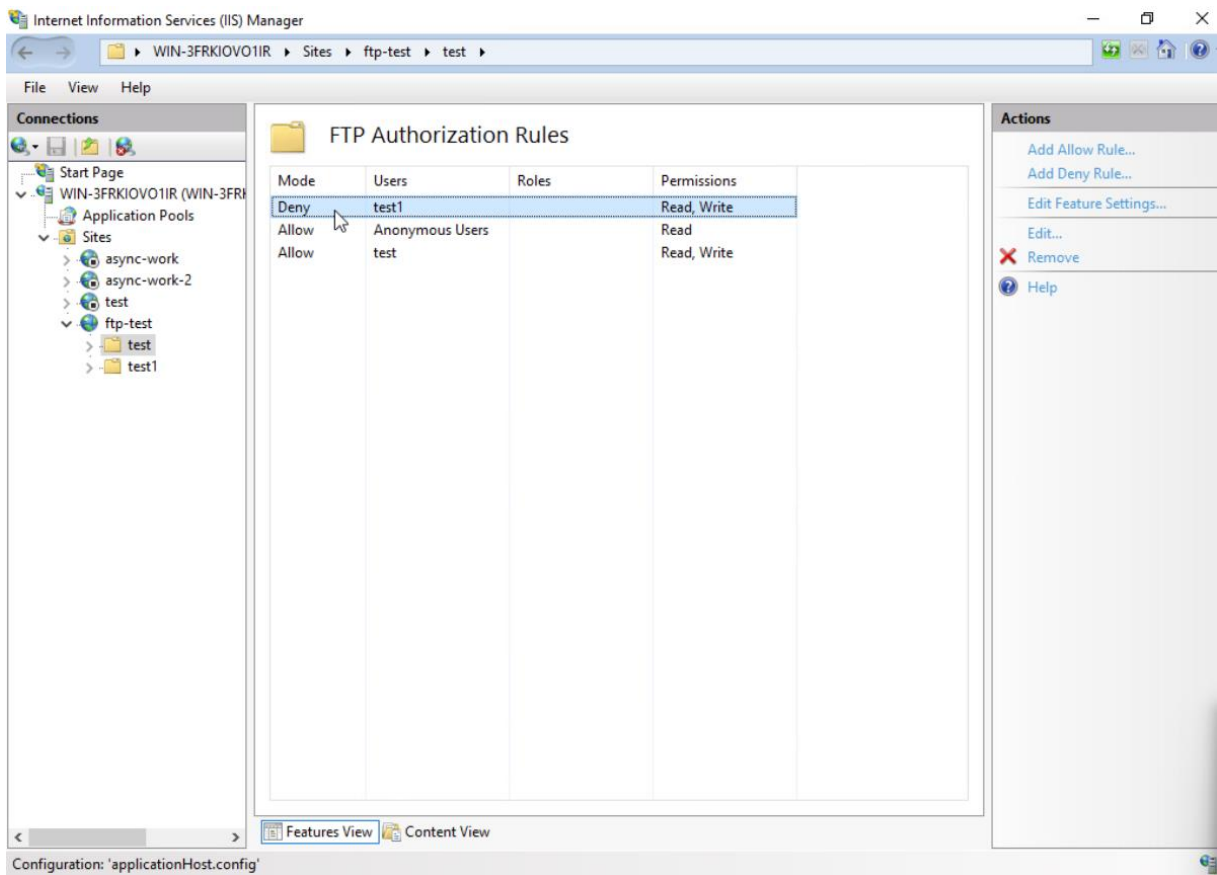 Internet Information Services (IIS) Manager
WIN-3FRKIOVO1IR Sites ftp-test test
File View Help
Connections
Start Page
WIN-3FRKIOVO1IR (WIN-3FRK
Application Pools
Sites
async-work
async-work-2
test
ftp-test
test
test1
FTP Authorization Rules
Mode Users Roles Permissions
Deny test1 Read, Write
Allow Anonymous Users Read
Allow test Read, Write
Features View Content View
Actions
Add Allow Rule...
Add Deny Rule...
Edit Feature Settings...
Edit...
Remove
Help
Configuration: 'applicationHost.config'